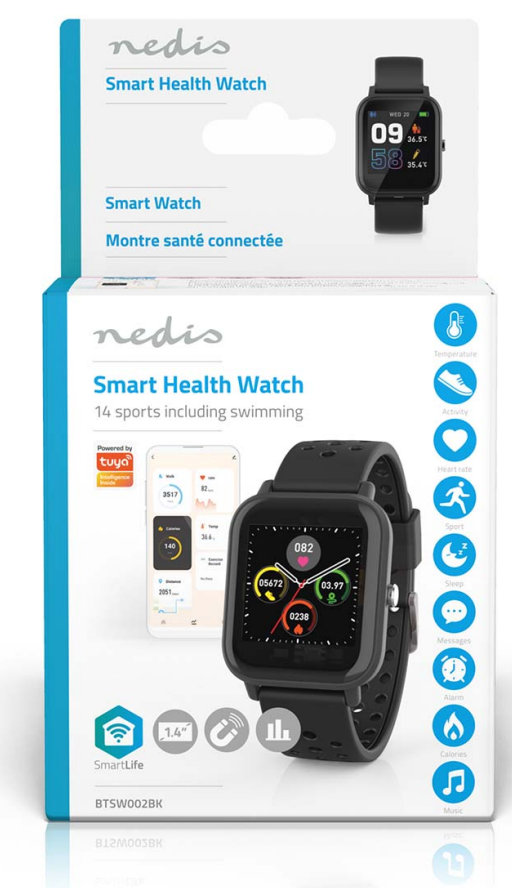 nedis
Smart Health Watch
WED 20
09
36.5°C
58
35.4°C
Smart Watch
Montre santé connectée
nedis
Smart Health Watch
14 sports including swimming
Powered by
tuya
Intelligence
Inside
Walk
3517
82
Calories
140
Temp
36.6
Exercise
Record
Distance
2051
082
05672
03.97
0238
Temperature
Activity
Heart rate
Sport
Sleep
Messages
Alarm
Calories
Music
1.4"
SmartLife
BTSW002BK